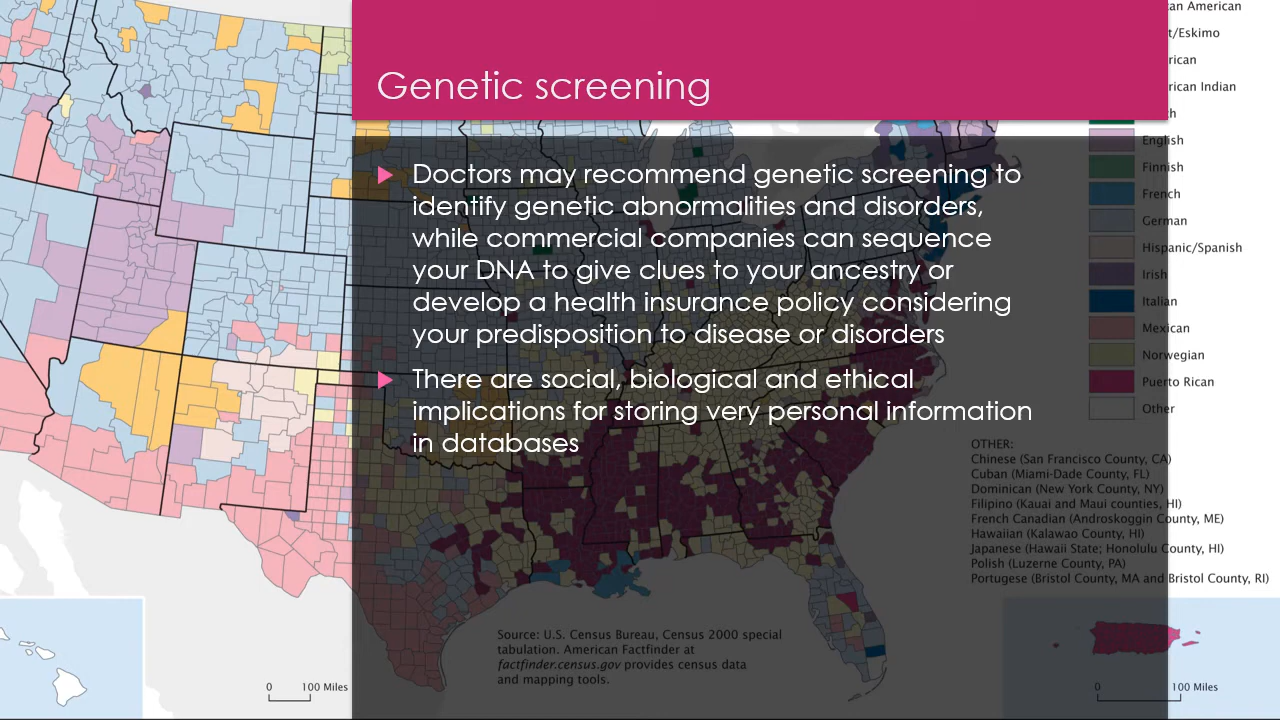 Genetic screening
Doctors may recommend genetic screening to
identify genetic abnormalities and disorders,
while commercial companies can sequence
your DNA to give clues to your ancestry or
develop a health insurance policy considering
your predisposition to disease or disorders
There are social, biological and ethical
implications for storing very personal information
in databases
an American
t/Eskimo
rican
rican Indian
h
English
Finnish
French
German
Hispanic/Spanish
Irish
Italian
Mexican
Norwegian
Puerto Rican
Other
OTHER:
Chinese (San Francisco County, CA)
Cuban (Miami-Dade County, FL)
Dominican (New York County, NY)
Filipino (Kauai and Maui counties, HI)
French Canadian (Androskoggin County, ME)
Hawaiian (Kalawao County, HI)
Japanese (Hawaii State; Honolulu County, HI)
Polish (Luzerne County, PA)
Portugese (Bristol County, MA and Bristol County, RI)
Source: U.S. Census Bureau, Census 2000 special
tabulation. American Factfinder at
factfinder.census.gov provides census data
and mapping tools.
0 100 Miles
0 100 Miles